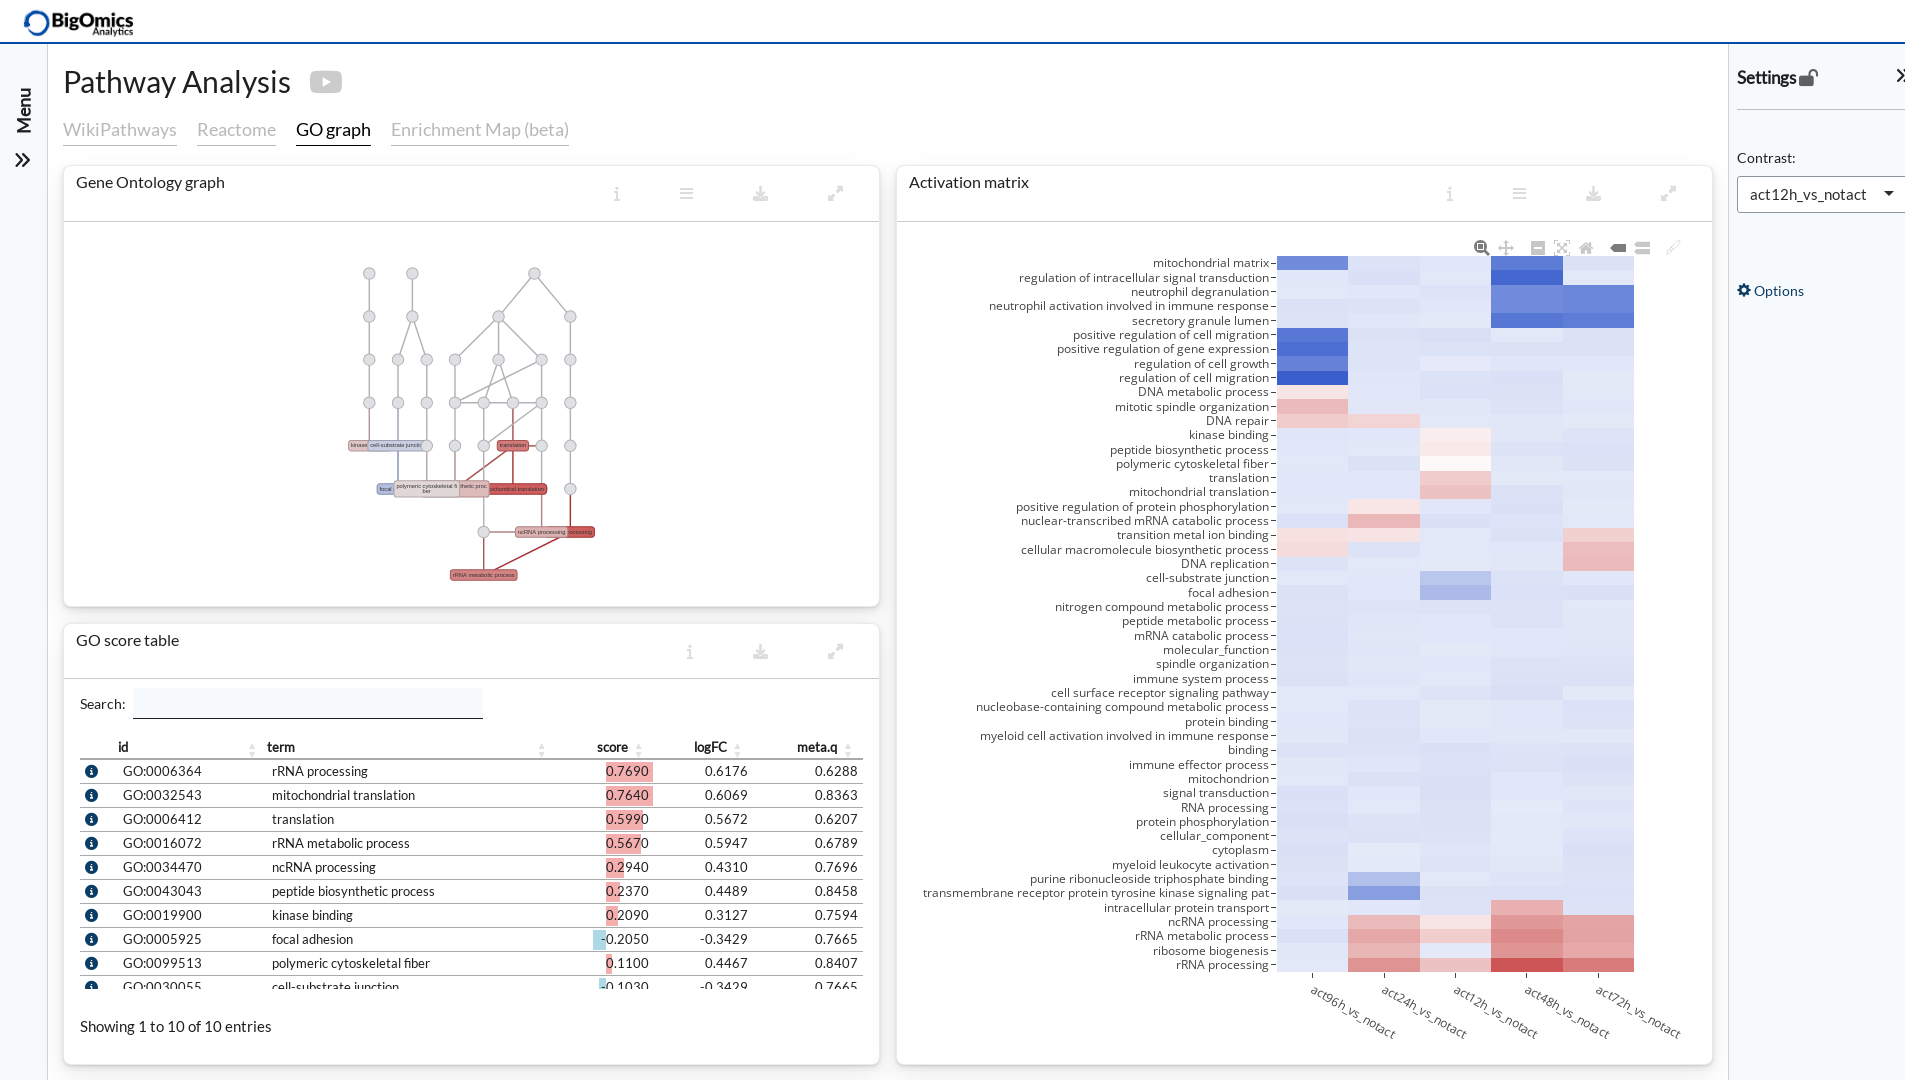 BigOmics
Analytics
Menu
Pathway Analysis
WikiPathways Reactome GO graph Enrichment Map (beta)
Gene Ontology graph
kinase cell-substrate juncti translation
focal polymeric cytoskeletal fi thetic proc ochondrial translation
ber
ncRNA processing ocessing
rRNA metabolic process
GO score table
Search:
id term score logFC meta.q
GO:0006364 rRNA processing 0.7690 0.6176 0.6288
GO:0032543 mitochondrial translation 0.7640 0.6069 0.8363
GO:0006412 translation 0.5990 0.5672 0.6207
GO:0016072 rRNA metabolic process 0.5670 0.5947 0.6789
GO:0034470 ncRNA processing 0.2940 0.4310 0.7696
GO:0043043 peptide biosynthetic process 0.2370 0.4489 0.8458
GO:0019900 kinase binding 0.2090 0.3127 0.7594
GO:0005925 focal adhesion -0.2050 -0.3429 0.7665
GO:0099513 polymeric cytoskeletal fiber 0.1100 0.4467 0.8407
GO:0030055 cell-substrate junction -0.1030 -0.3429 0.7665
Showing 1 to 10 of 10 entries
Activation matrix
mitochondrial matrix
regulation of intracellular signal transduction
neutrophil degranulation
neutrophil activation involved in immune response
secretory granule lumen
positive regulation of cell migration
positive regulation of gene expression
regulation of cell growth
regulation of cell migration
DNA metabolic process
mitotic spindle organization
DNA repair
kinase binding
peptide biosynthetic process
polymeric cytoskeletal fiber
translation
mitochondrial translation
positive regulation of protein phosphorylation
nuclear-transcribed mRNA catabolic process
transition metal ion binding
cellular macromolecule biosynthetic process
DNA replication
cell-substrate junction
focal adhesion
nitrogen compound metabolic process
peptide metabolic process
mRNA catabolic process
molecular_function
spindle organization
immune system process
cell surface receptor signaling pathway
nucleobase-containing compound metabolic process
protein binding
myeloid cell activation involved in immune response
binding
immune effector process
mitochondrion
signal transduction
RNA processing
protein phosphorylation
cellular_component
cytoplasm
myeloid leukocyte activation
purine ribonucleoside triphosphate binding
transmembrane receptor protein tyrosine kinase signaling pat
intracellular protein transport
ncRNA processing
rRNA metabolic process
ribosome biogenesis
rRNA processing
act96h_vs_notact act24h_vs_notact act12h_vs_notact act48h_vs_notact act72h_vs_notact
Settings
Contrast:
act12h_vs_notact
Options